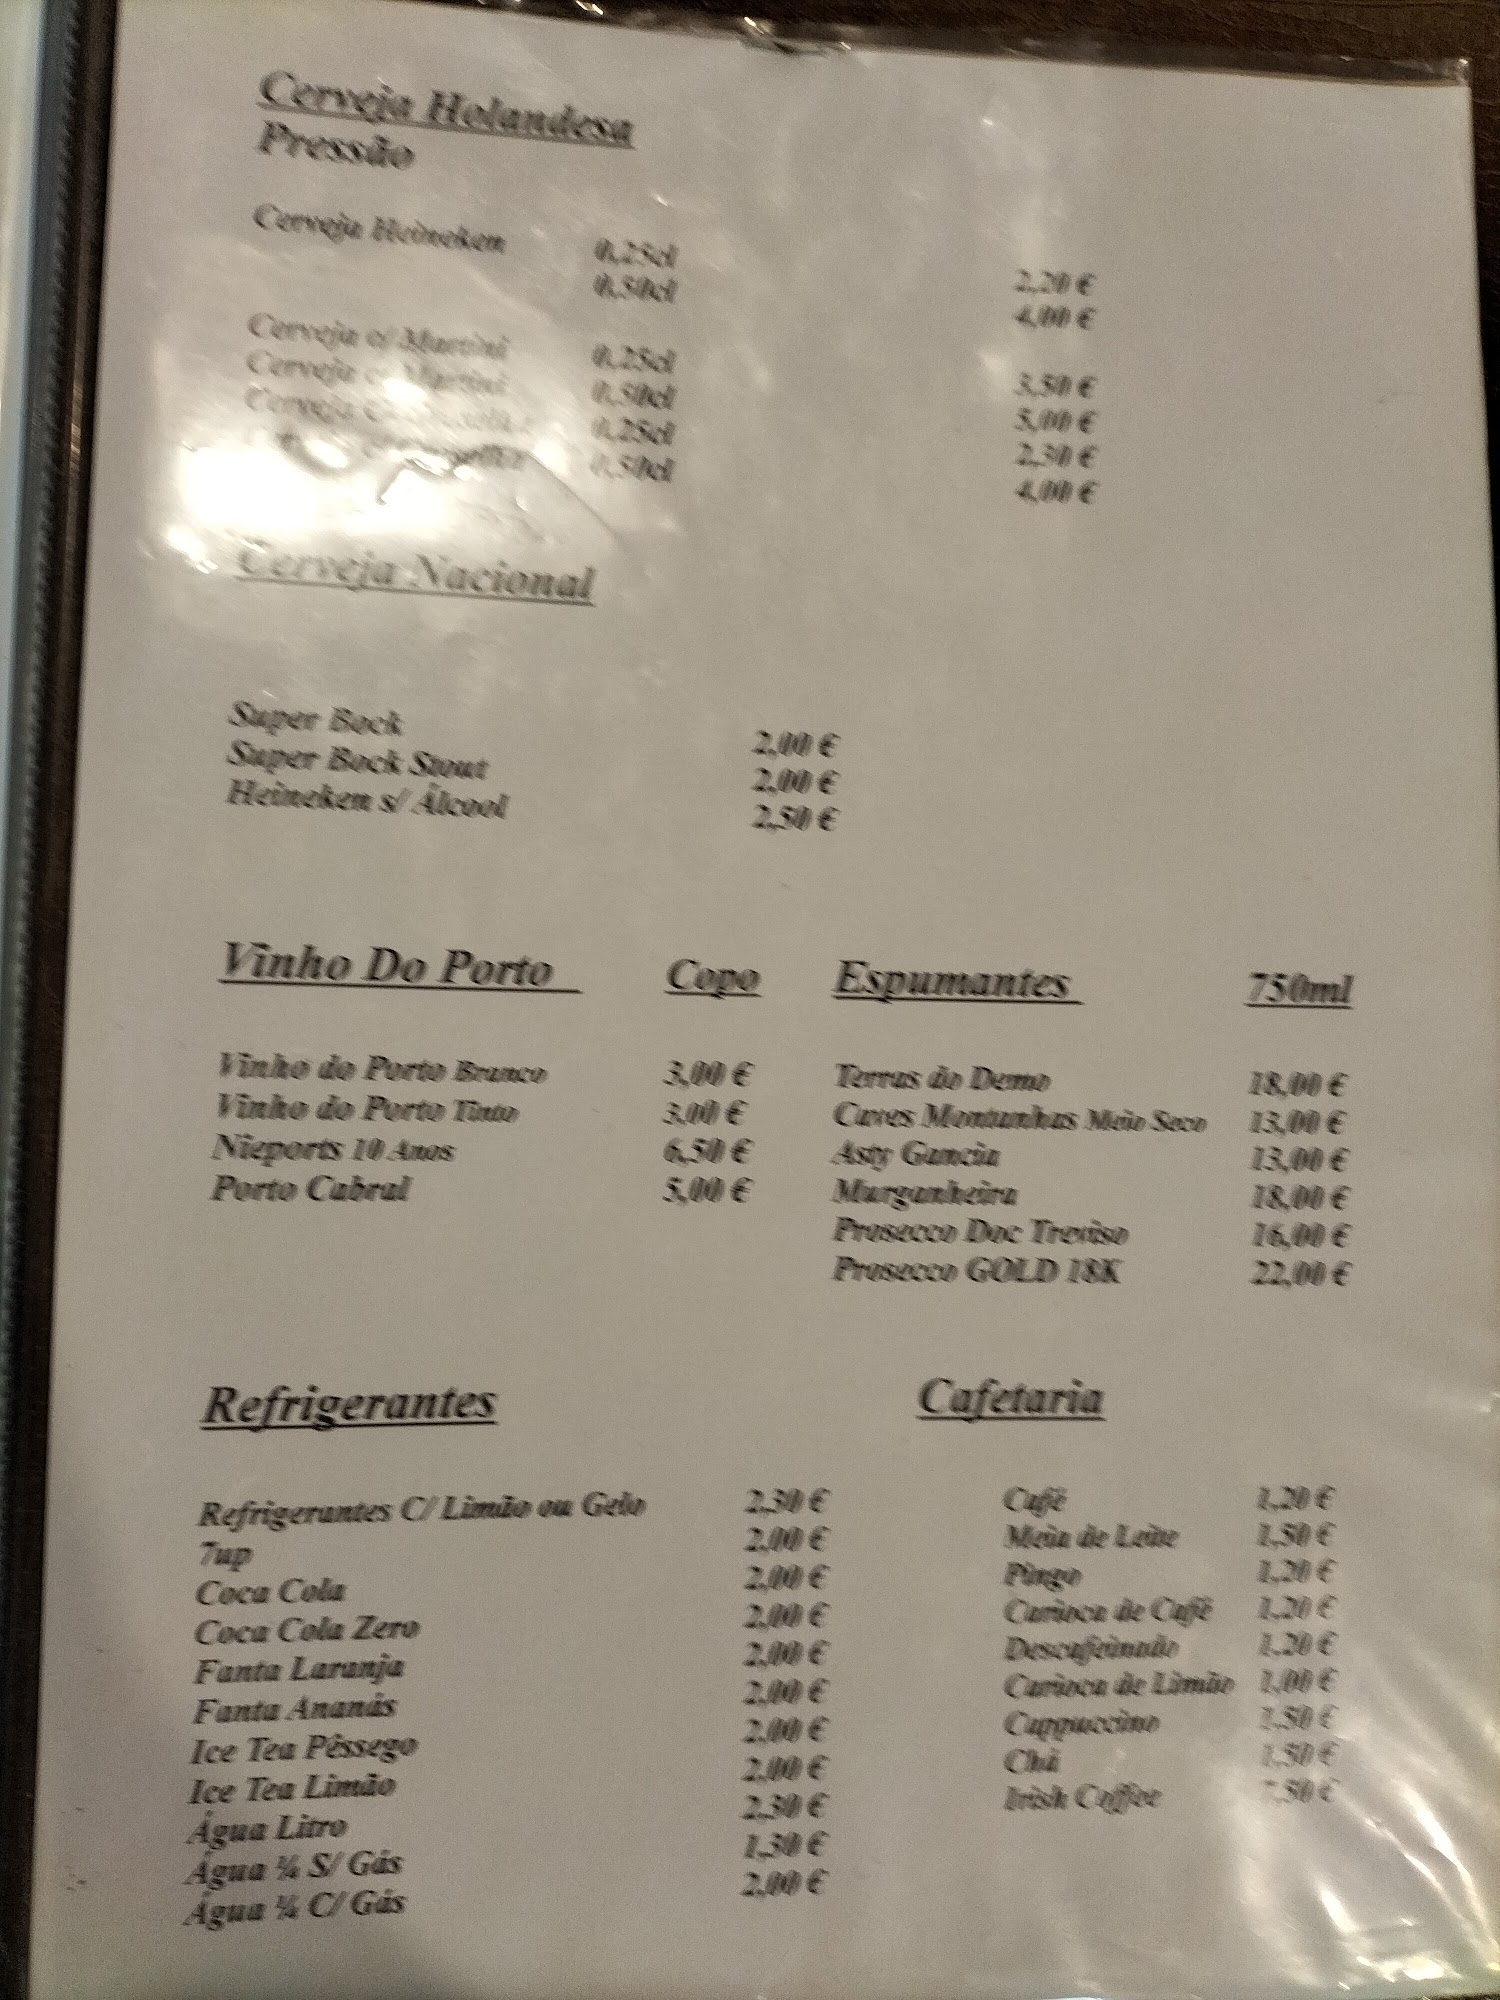 Cerveja Holandesa
Pressão
Cerveja Heineken 0,25cl 2,20 €
0,50cl 4,00 €
Cerveja c/ Martini 0,25cl 3,50 €
Cerveja c/ Martini 0,50cl 5,00 €
Cerveja 0,25cl 2,30 €
0,50cl 4,00 €
Cerveja Nacional
Super Bock 2,00 €
Super Bock Stout 2,00 €
Heineken s/ Álcool 2,50 €
Vinho Do Porto Copo
Vinho do Porto Branco 3,00 €
Vinho do Porto Tinto 3,00 €
Nieports 10 Anos 6,50 €
Porto Cabral 5,00 €
Espumantes 750ml
Terras do Demo 18,00 €
Caves Montanhas Meio Seco 13,00 €
Asty Gancia 13,00 €
Murganheira 18,00 €
Prosecco Doc Treviso 16,00 €
Prosecco GOLD 18K 22,00 €
Refrigerantes
Refrigerantes C/ Limão ou Gelo 2,30 €
7up 2,00 €
Coca Cola 2,00 €
Coca Cola Zero 2,00 €
Fanta Laranja 2,00 €
Fanta Ananás 2,00 €
Ice Tea Pêssego 2,00 €
Ice Tea Limão 2,00 €
Água Litro 2,30 €
Água ¼ S/ Gás 1,30 €
Água ¼ C/ Gás 2,00 €
Cafetaria
Café 1,20 €
Meia de Leite 1,50 €
Pingo 1,20 €
Carioca de Café 1,20 €
Descafeinado 1,20 €
Carioca de Limão 1,00 €
Cappuccino 1,50 €
Chá 1,50 €
Irish Coffee 7,50 €